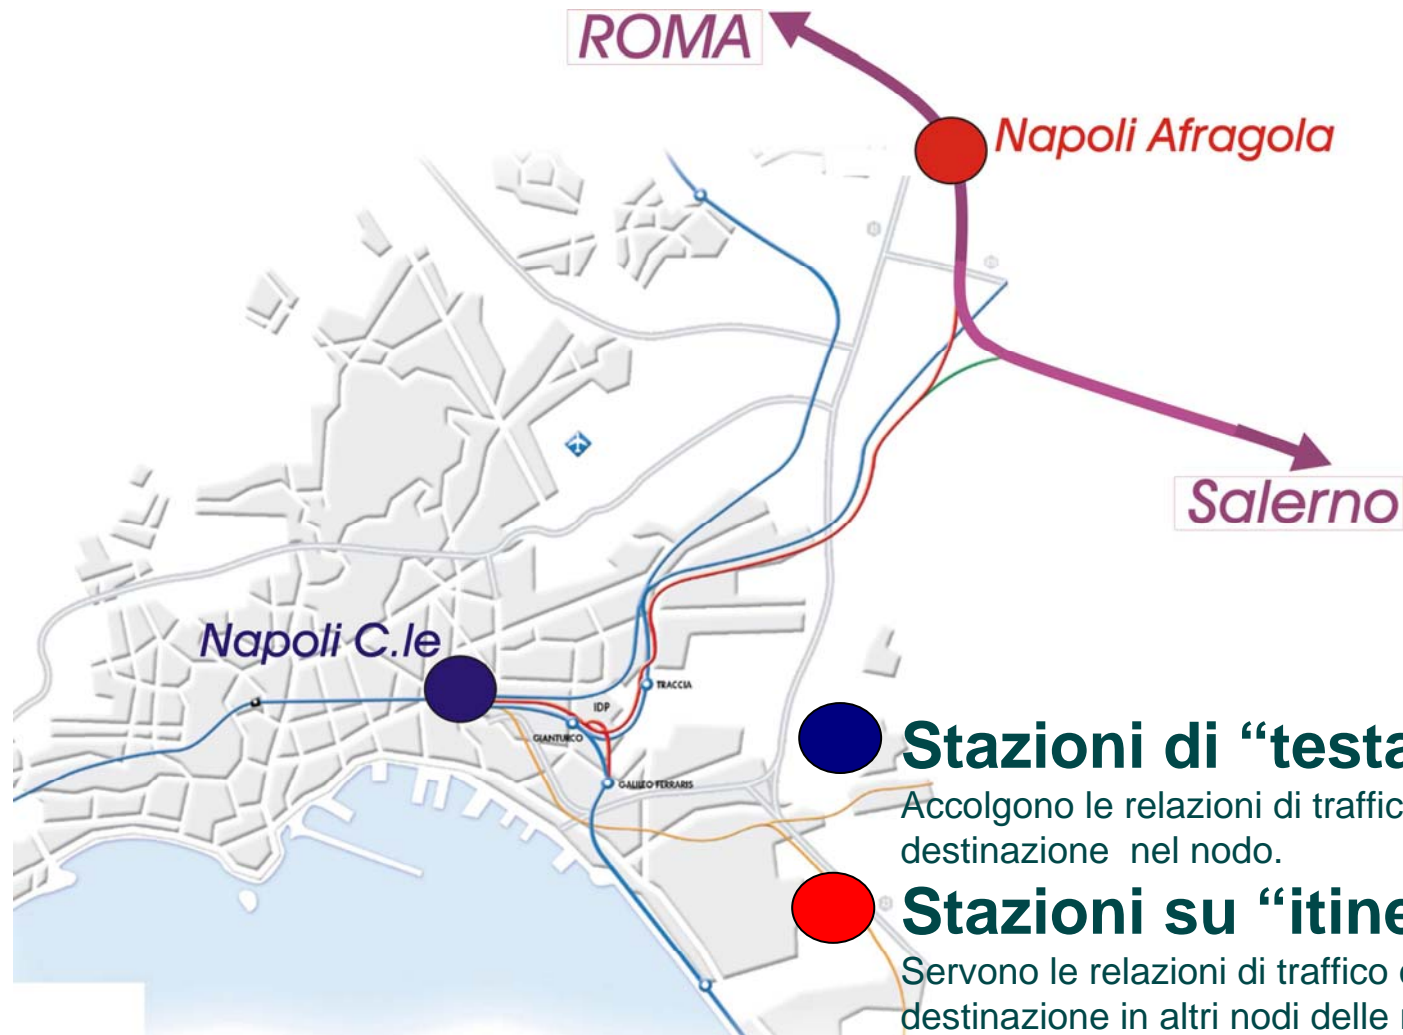 ROMA
Napoli Afragola
Salerno
Napoli C.le
TRACCIA
IDP
GIANTURCO
GALILEO FERRARIS
Stazioni di “testa
Accolgono le relazioni di traffic
destinazione nel nodo.
Stazioni su “itine
Servono le relazioni di traffico
destinazione in altri nodi delle